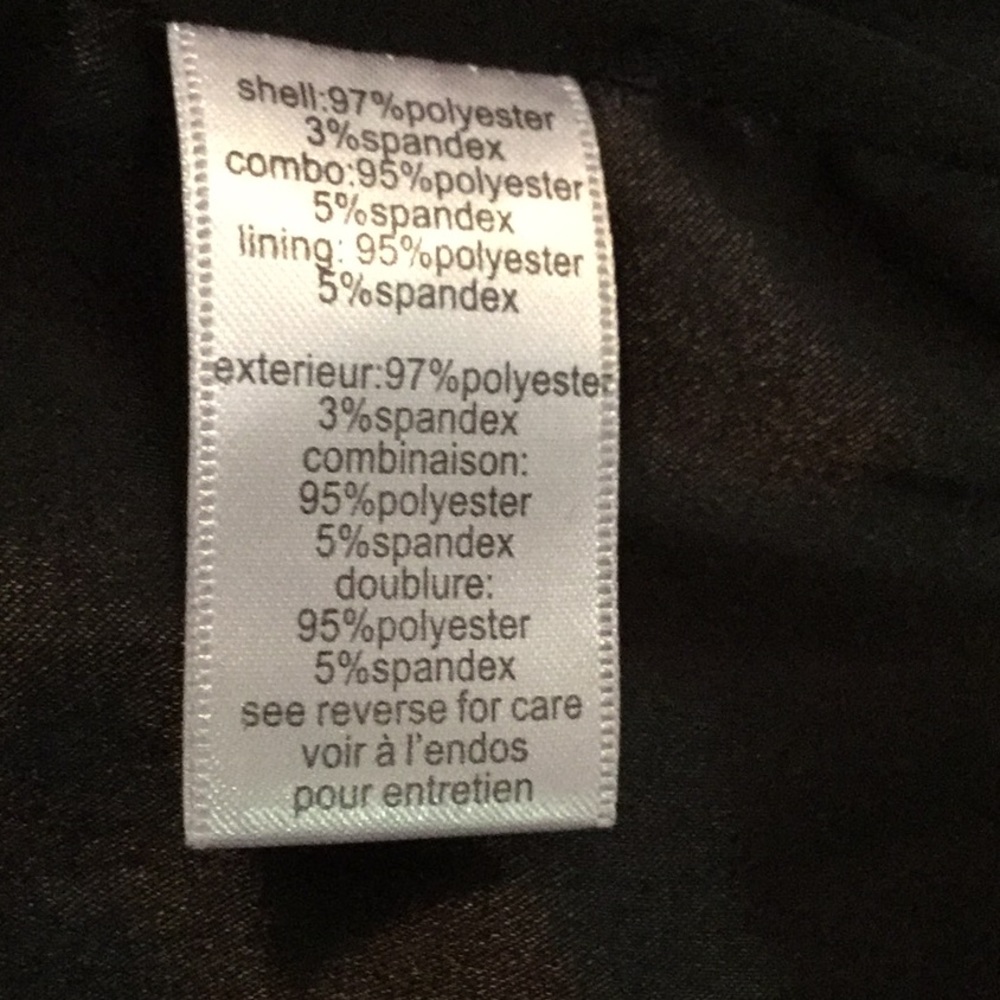 shell:97%polyester
3%spandex
combo:95%polyester
5%spandex
lining: 95%polyester
5%spandex
exterieur:97%polyester
3%spandex
combinaison:
95%polyester
5%spandex
doublure:
95%polyester
5%spandex
see reverse for care
voir à l'endos
pour entretien